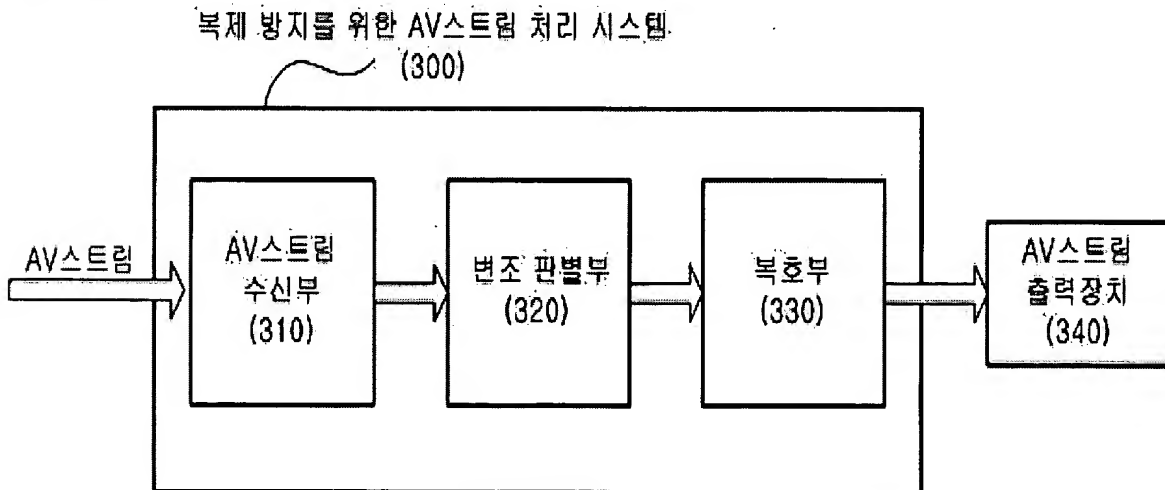 복제 방지를 위한 AV스트림 처리 시스템
(300)
AV스트림
AV스트림
수신부
(310)
변조 판별부
(320)
복호부
(330)
AV스트림
출력장치
(340)